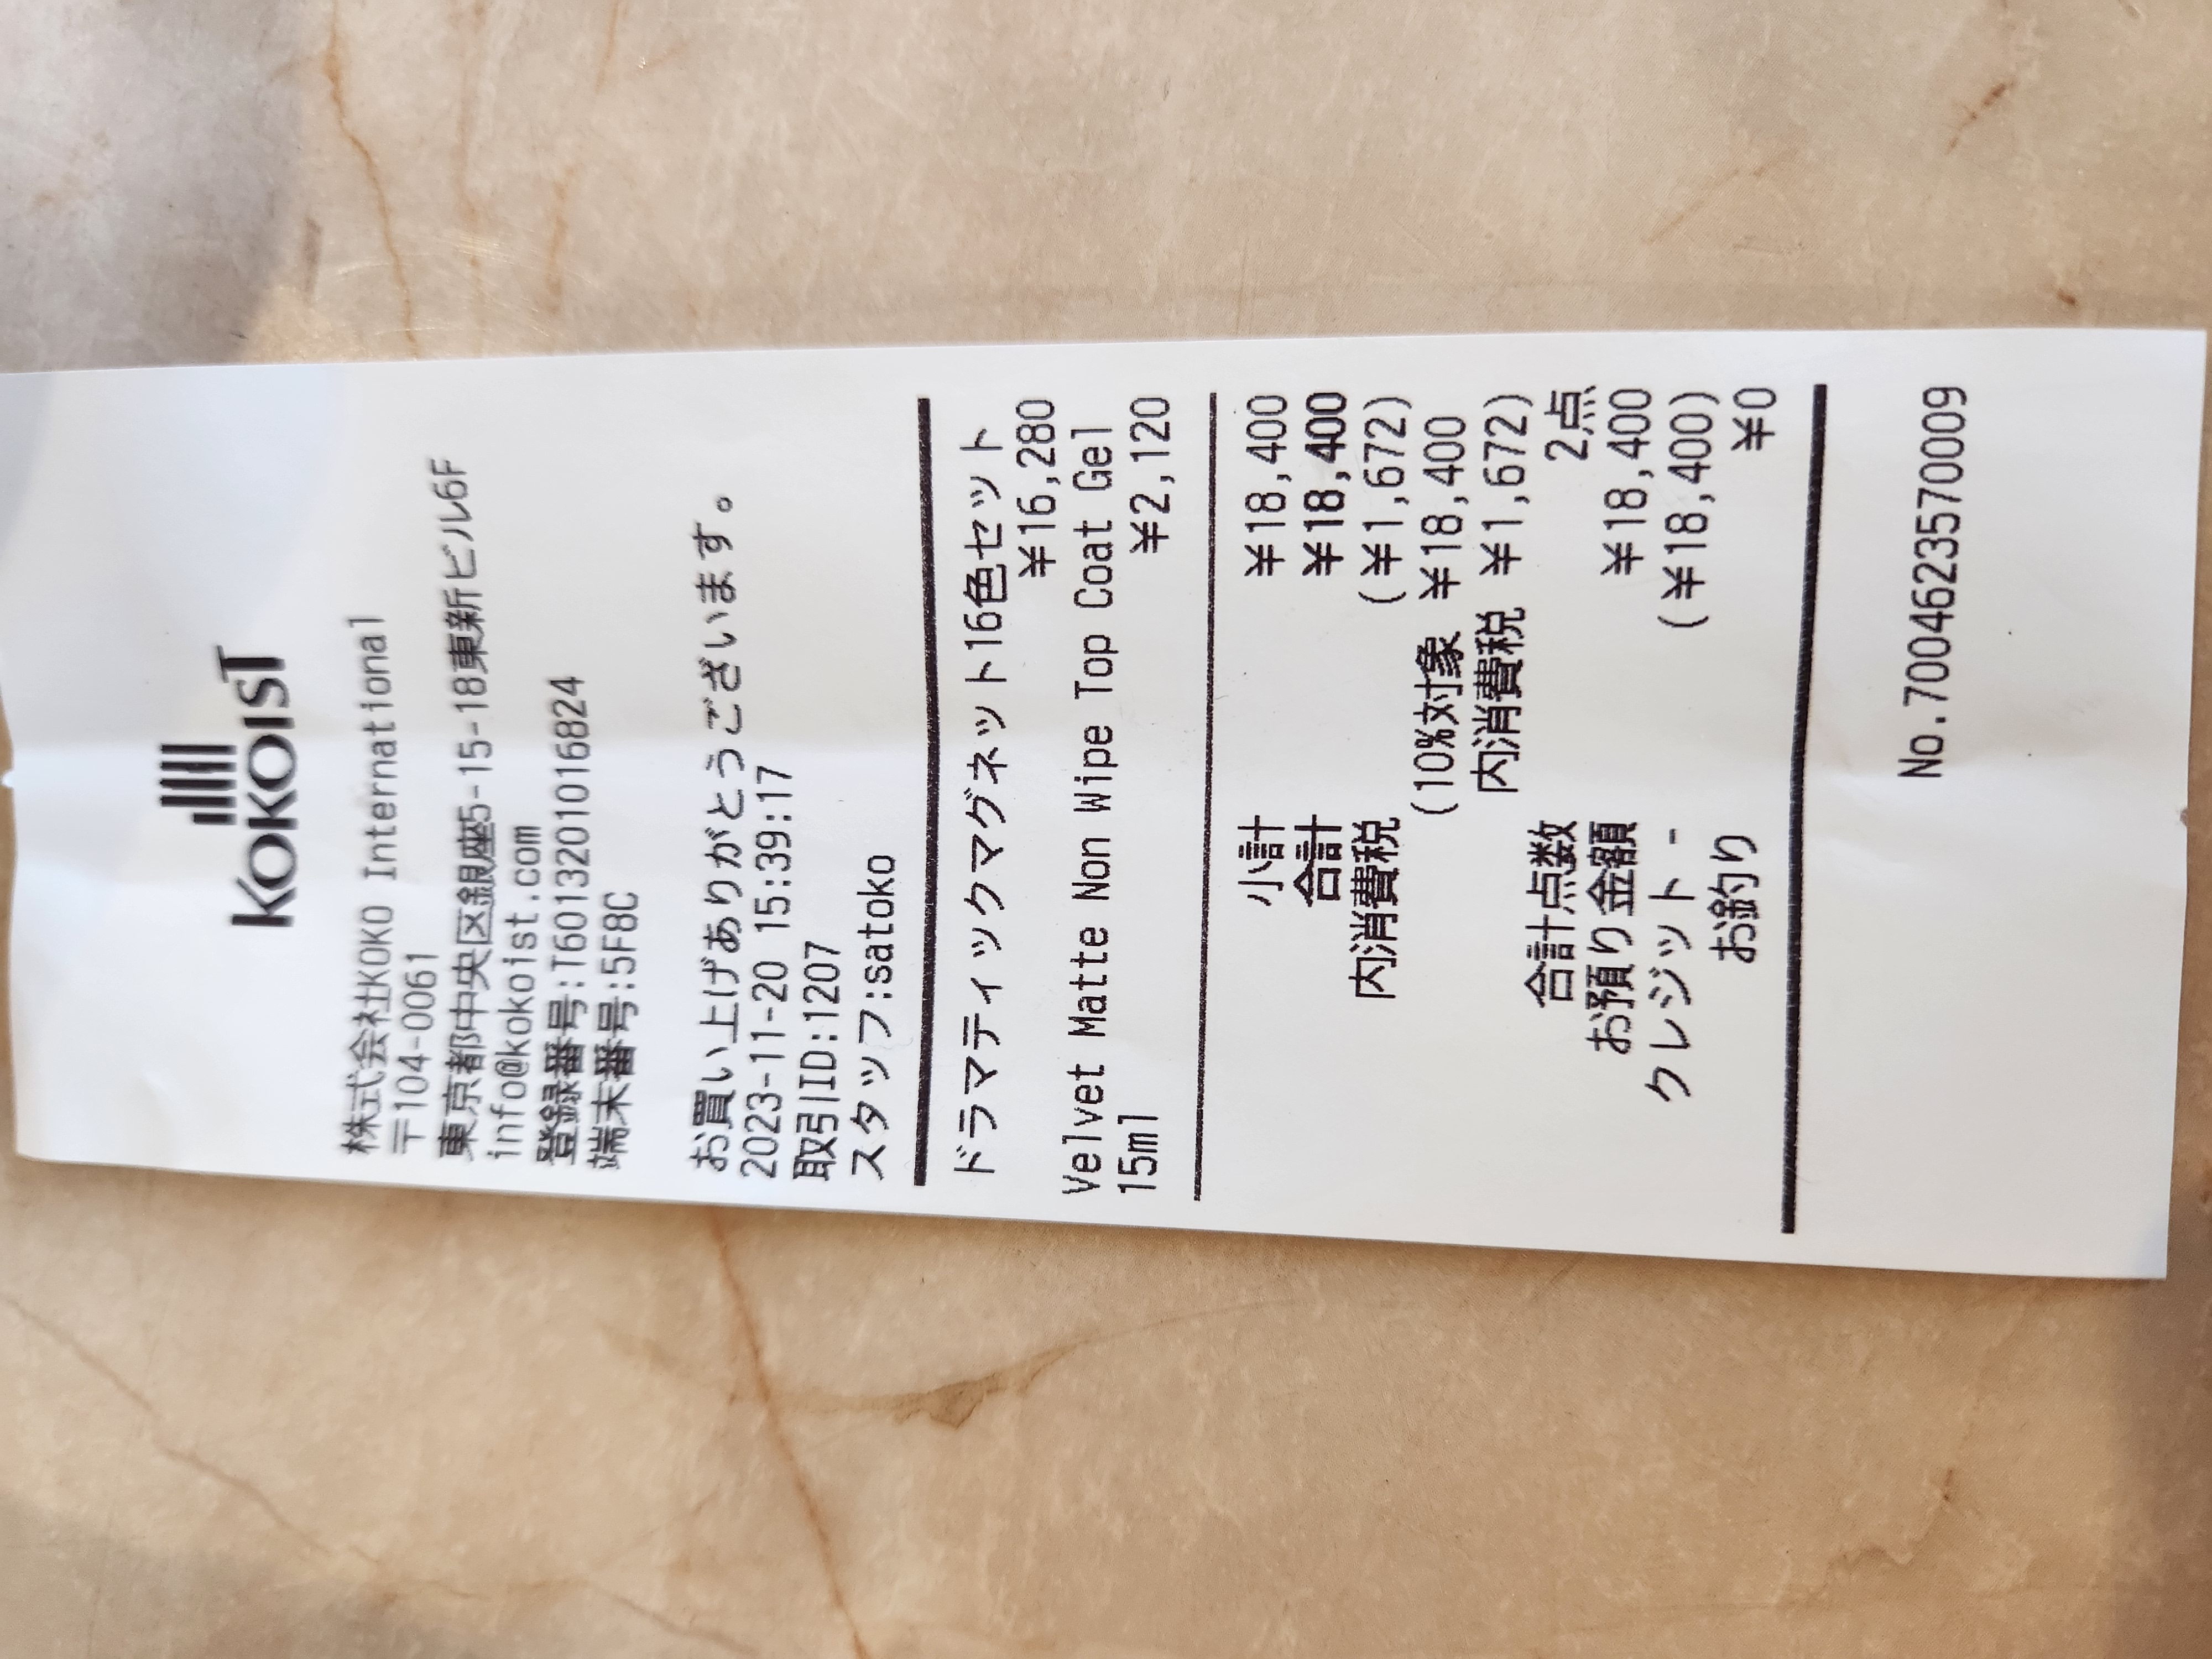 KOKOIST
株式会社KOKO International
〒104-0061
東京都中央区銀座5-15-18東新ビル6F
info@kokoist.com
登録番号:T6013201016824
端末番号:5F8C
お買い上げありがとうございます。
2023-11-20 15:39:17
取引ID:1207
スタッフ:satoko
ドラマティックマグネット16色セット
¥16,280
Velvet Matte Non Wipe Top Coat Gel
15ml ¥2,120
小計 ¥18,400
合計 ¥18,400
内消費税 (¥1,672)
(10%対象 ¥18,400
内消費税 ¥1,672)
合計点数 2点
お預り金額 ¥18,400
クレジット - (¥18,400)
お釣り ¥0
No.70046235700​09